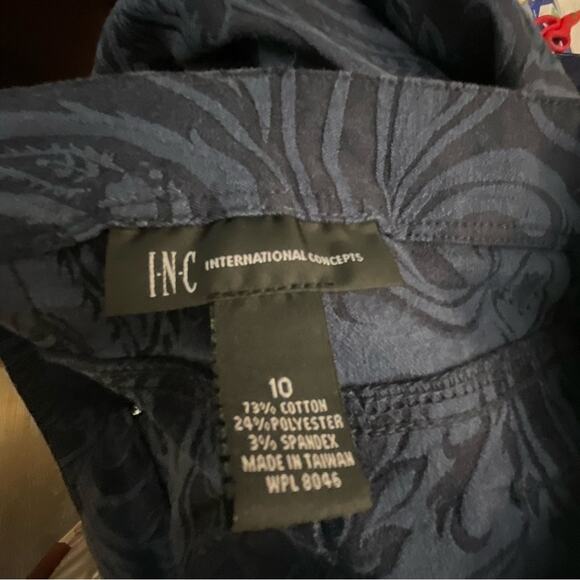 I·N·C INTERNATIONAL CONCEPTS
10
73% COTTON
24% POLYESTER
3% SPANDEX
MADE IN TAIWAN
WPL 8046